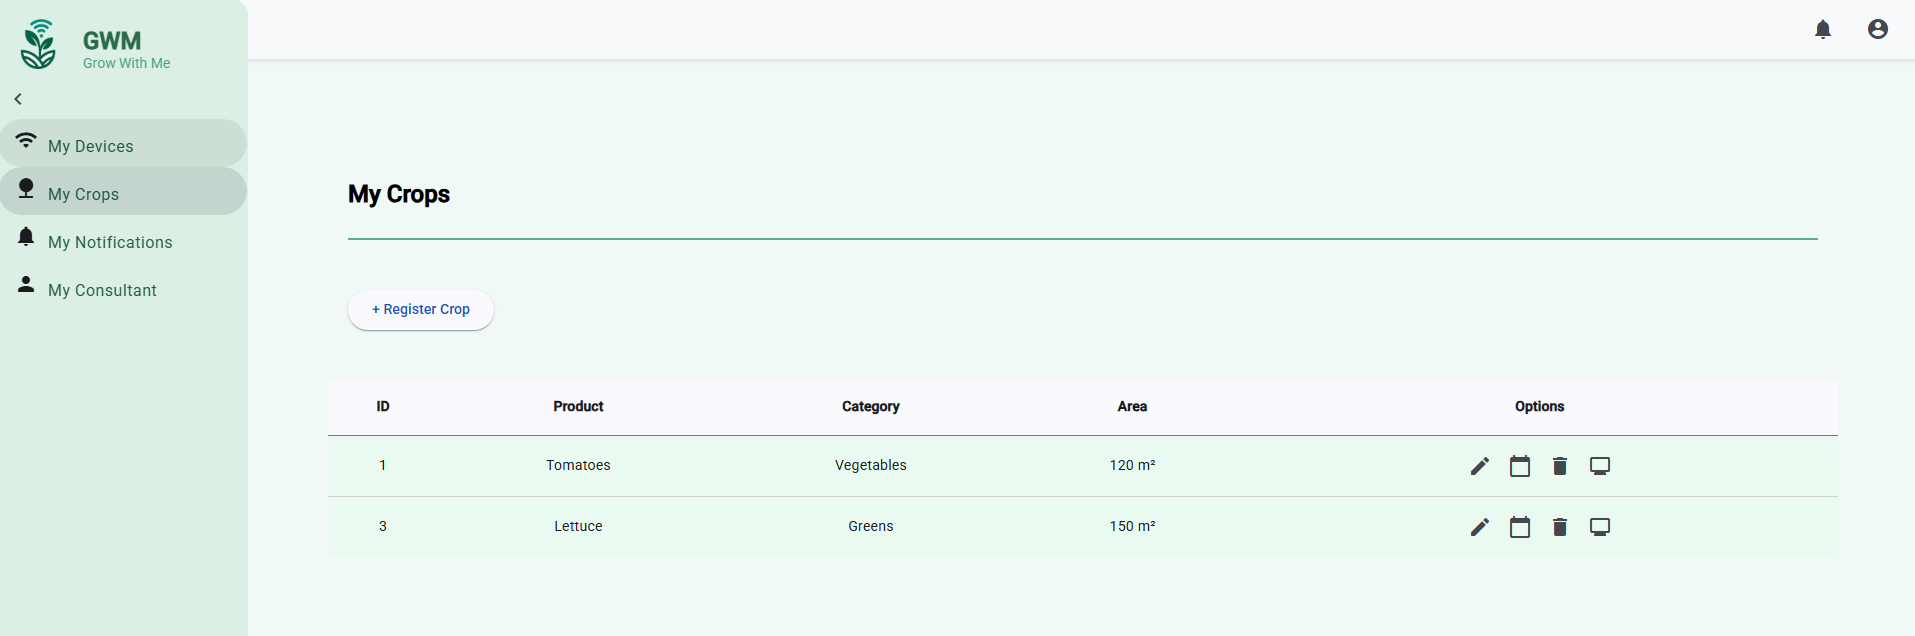 GWM
Grow With Me
My Devices
My Crops
My Notifications
My Consultant
My Crops
+ Register Crop
ID Product Category Area Options
1 Tomatoes Vegetables 120 m²
3 Lettuce Greens 150 m²